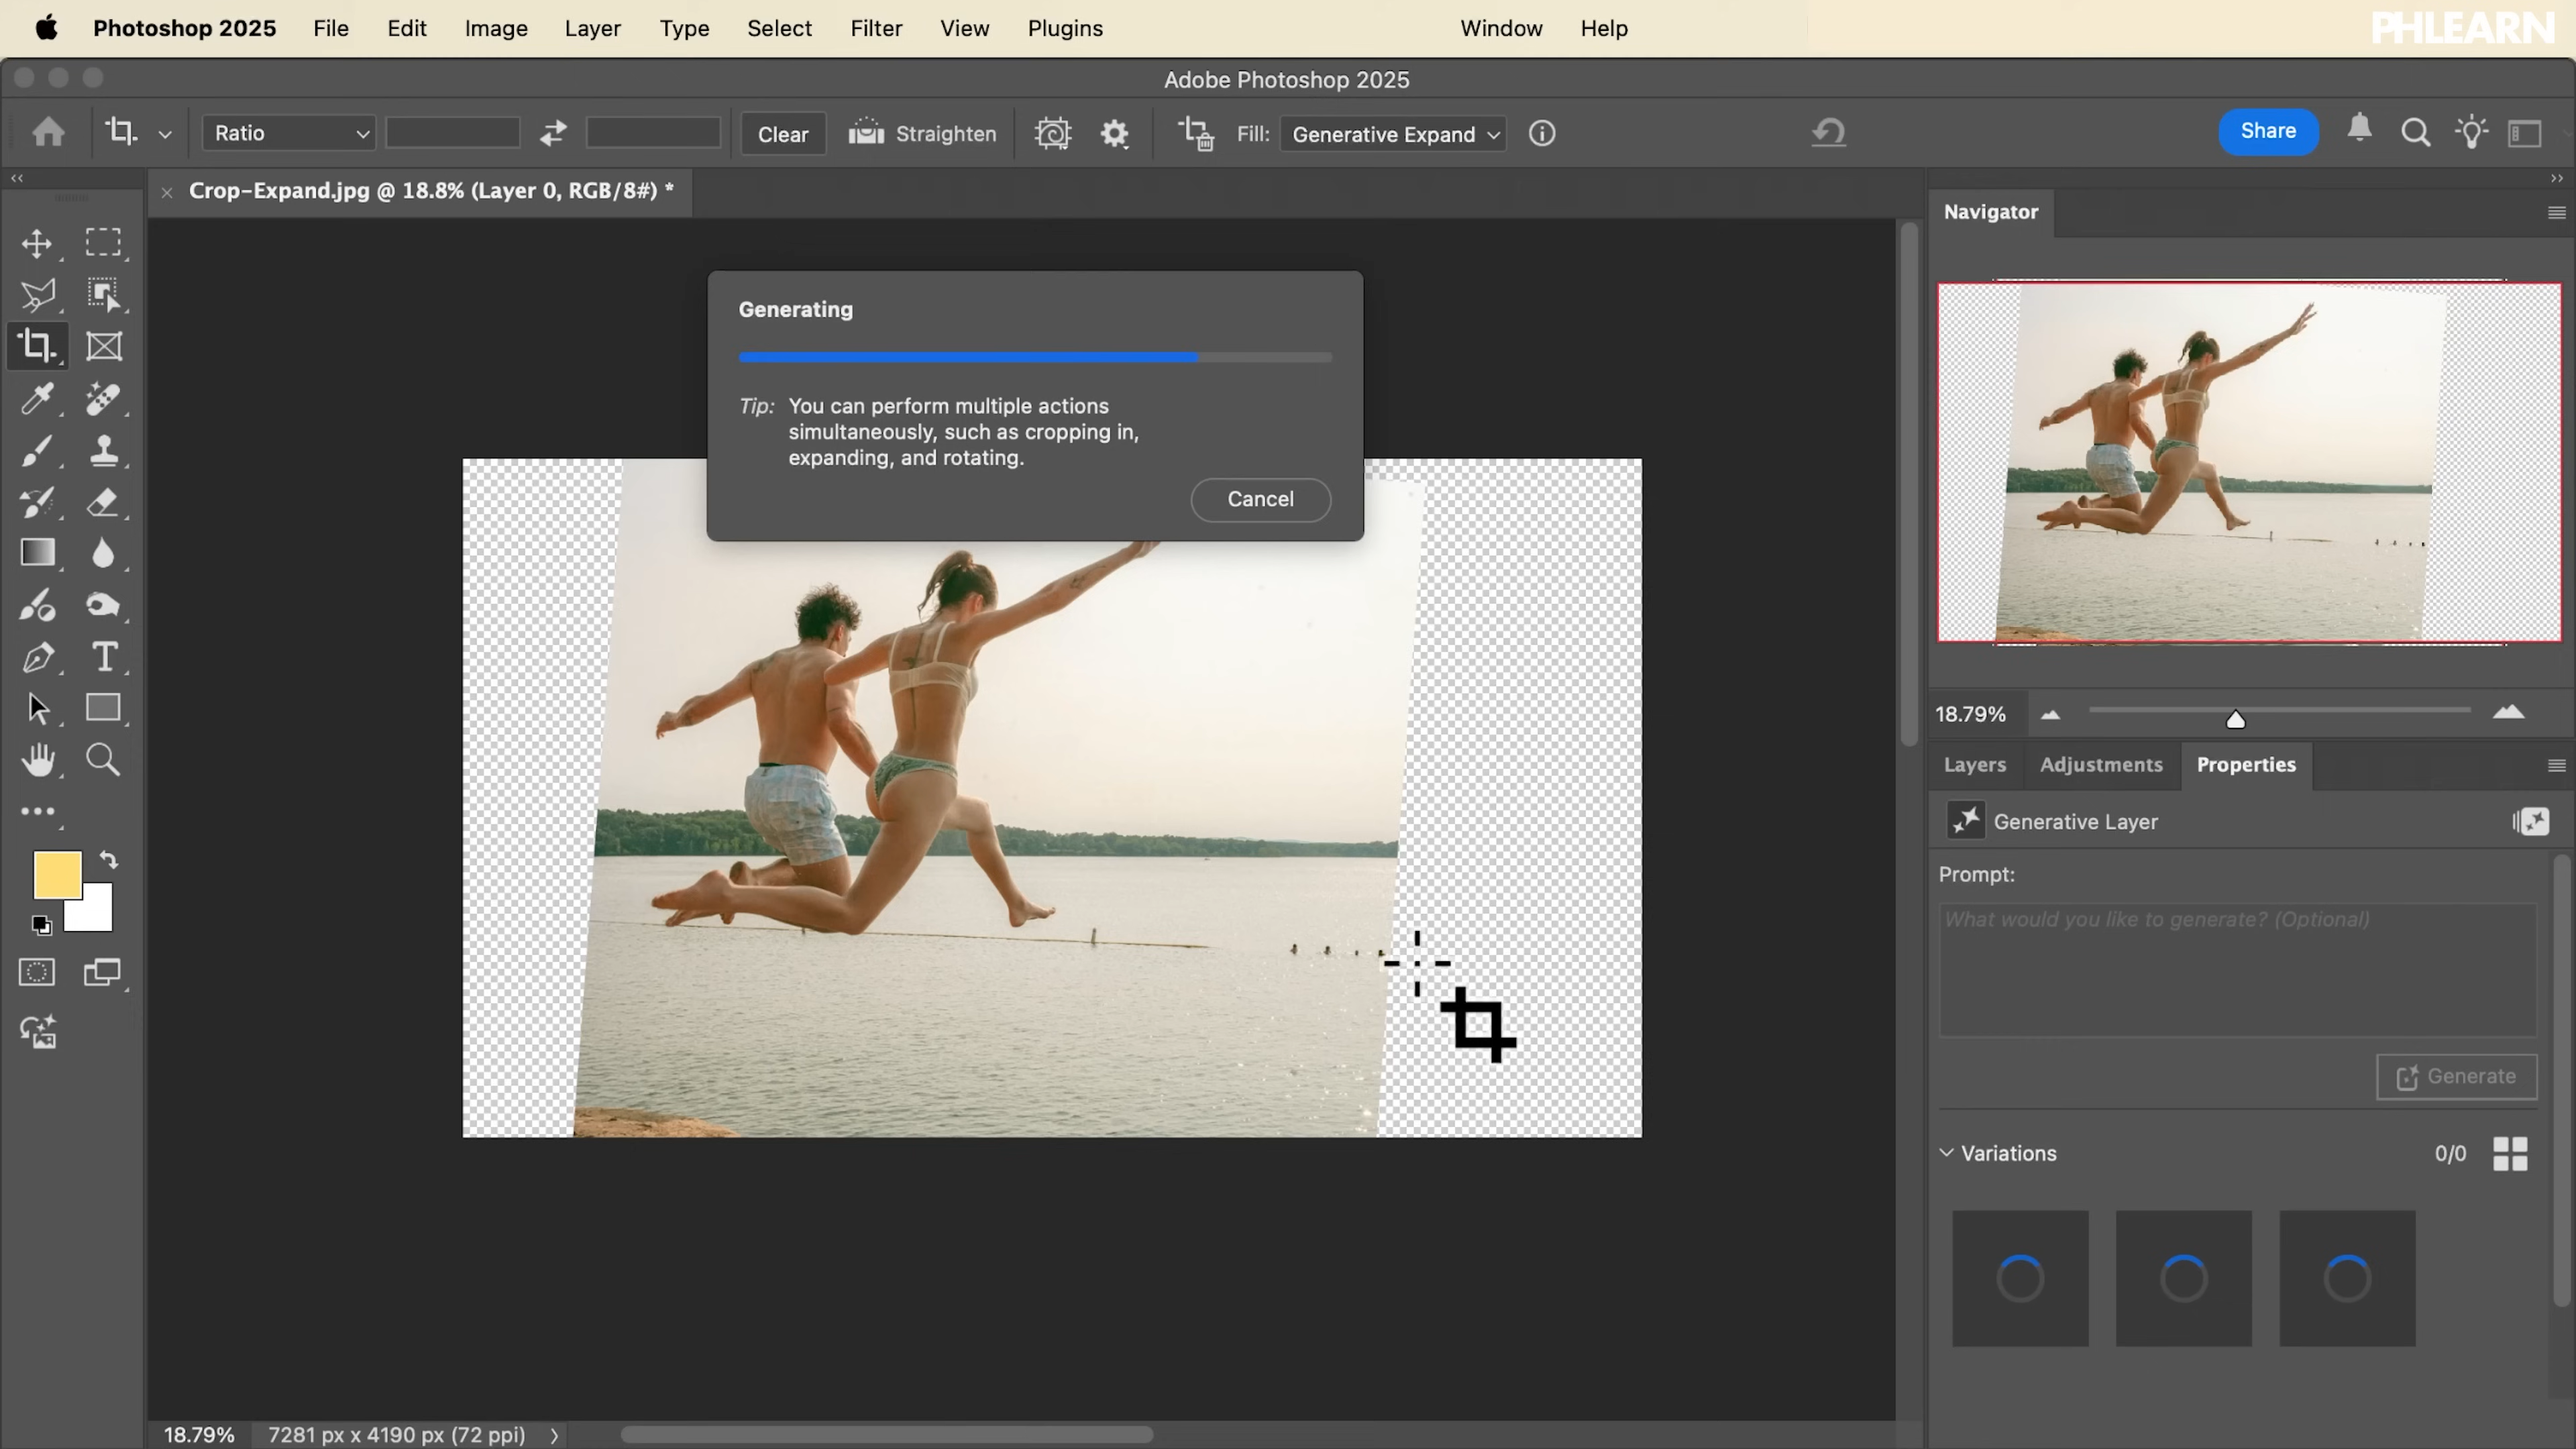 Photoshop 2025 File Edit Image Layer Type Select Filter View Plugins Window Help
PHLEARN
Adobe Photoshop 2025
Ratio Clear Straighten Fill: Generative Expand Share
Crop-Expand.jpg @ 18.8% (Layer 0, RGB/8#) *
Navigator
Generating
Tip: You can perform multiple actions
simultaneously, such as cropping in,
expanding, and rotating.
Cancel
18.79%
Layers Adjustments Properties
Generative Layer
Prompt:
What would you like to generate? (Optional)
Generate
Variations 0/0
18.79% 7281 px x 4190 px (72 ppi)